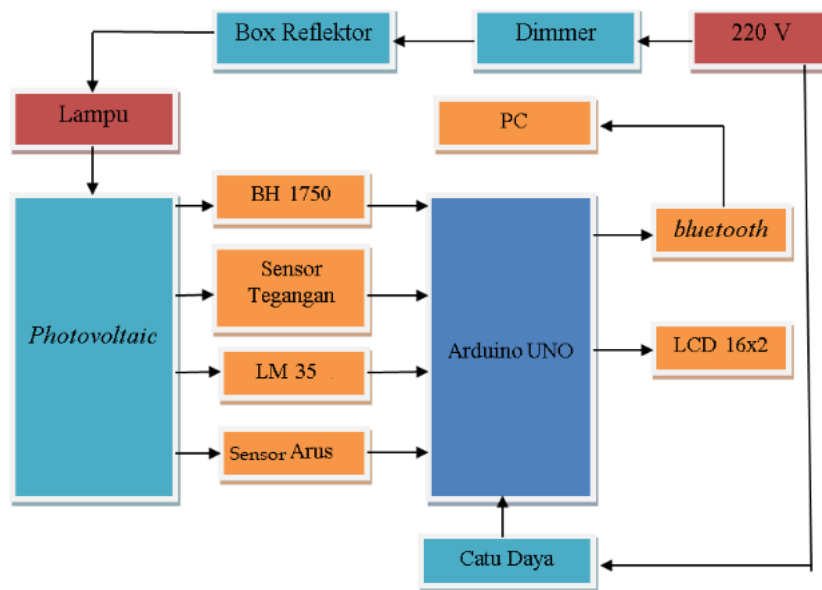 Box Reflektor
Dimmer
220 V
Lampu
PC
BH 1750
bluetooth
Sensor
Tegangan
Photovoltaic
Arduino UNO
LCD 16x2
LM 35
Sensor Arus
Catu Daya